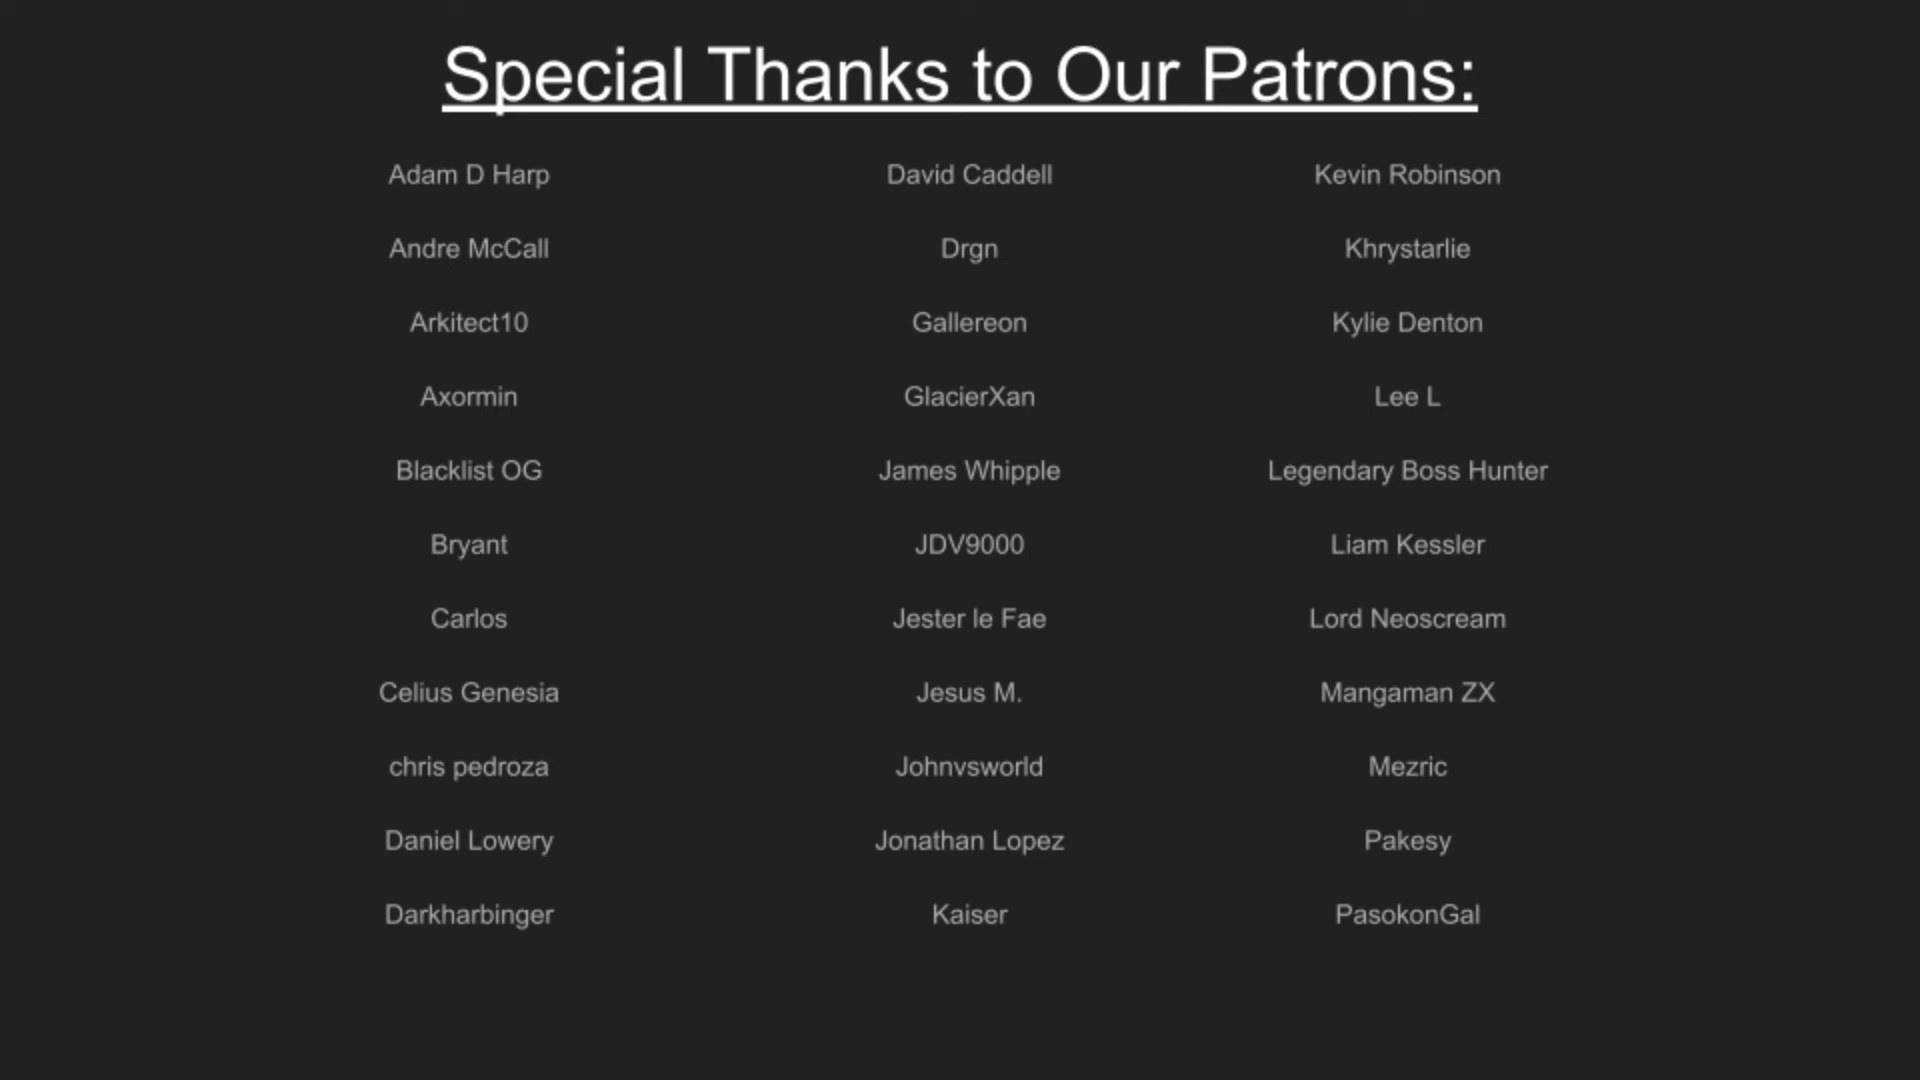 Special Thanks to Our Patrons:
Adam D Harp
Andre McCall
Arkitect10
Axormin
Blacklist OG
Bryant
Carlos
Celius Genesia
chris pedroza
Daniel Lowery
Darkharbinger
David Caddell
Drgn
Gallereon
GlacierXan
James Whipple
JDV9000
Jester le Fae
Jesus M.
Johnvsworld
Jonathan Lopez
Kaiser
Kevin Robinson
Khrystarlie
Kylie Denton
Lee L
Legendary Boss Hunter
Liam Kessler
Lord Neoscream
Mangaman ZX
Mezric
Pakesy
PasokonGal